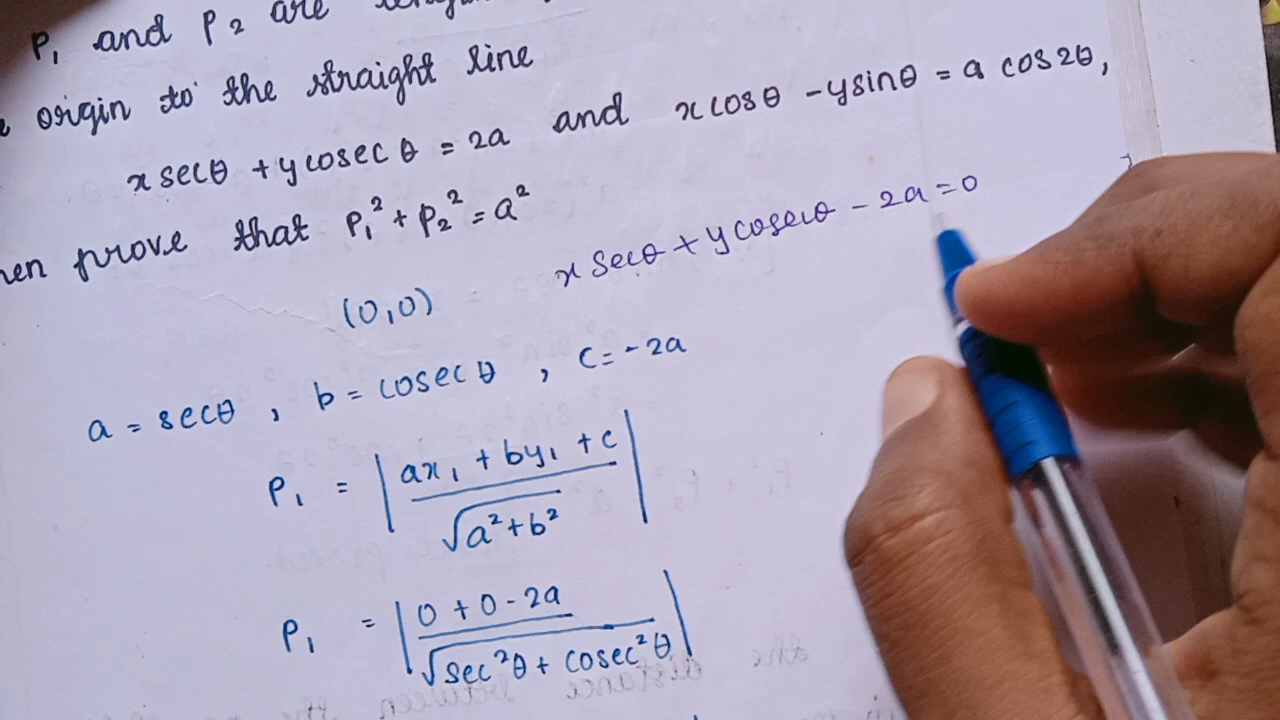 P₁ and P₂ are
origin to the straight line
x secθ + y cosec θ = 2a and x cosθ - y sinθ = a cos2θ,
prove that P₁² + P₂² = a²
x secθ + y cosecθ - 2a = 0
(0,0)
a = secθ , b = cosec θ , c = - 2a
P₁ = | ax₁ + by₁ + c / √a² + b² |
P₁ = | 0 + 0 - 2a / √sec²θ + cosec²θ |